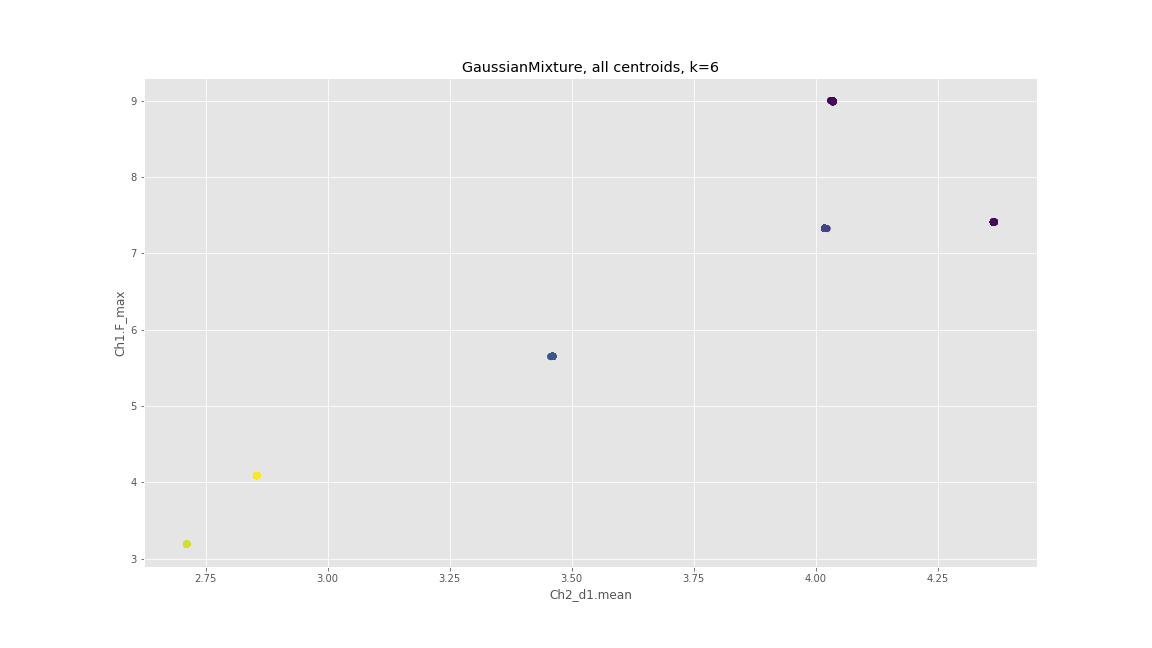 GaussianMixture, all centroids, k=6
9
8
7
6
5
4
3
Ch1.F_max
2.75 3.00 3.25 3.50 3.75 4.00 4.25
Ch2_d1.mean